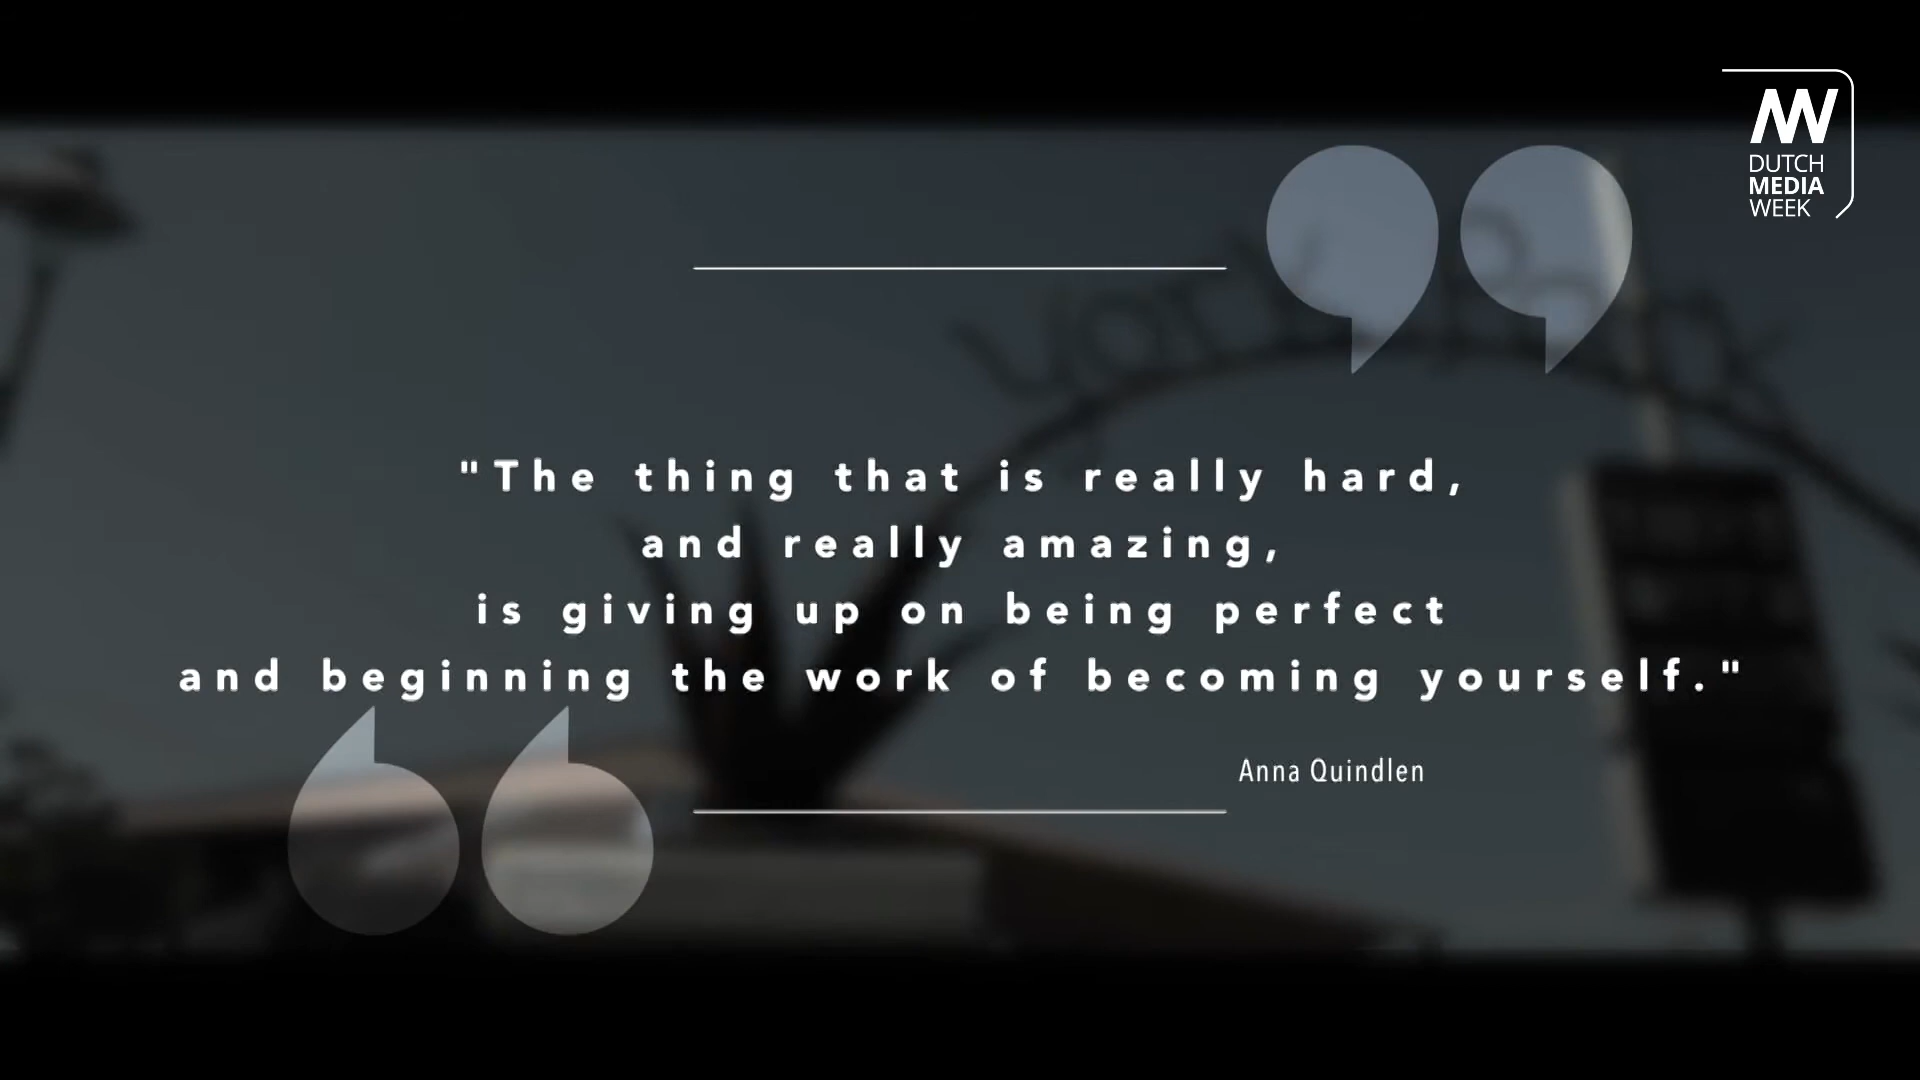 DUTCH
MEDIA
WEEK
"The thing that is really hard,
and really amazing,
is giving up on being perfect
and beginning the work of becoming yourself."
Anna Quindlen